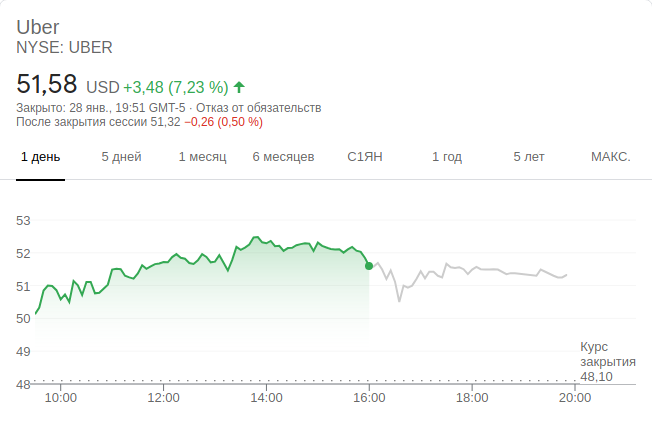 Uber
NYSE: UBER
51,58 USD +3,48 (7,23 %)
Закрыто: 28 янв., 19:51 GMT-5 · Отказ от обязательств
После закрытия сессии 51,32 −0,26 (0,50 %)
1 день 5 дней 1 месяц 6 месяцев С1ЯН 1 год 5 лет МАКС.
53
52
51
50
49
Курс
закрытия
48,10
48
10:00 12:00 14:00 16:00 18:00 20:00